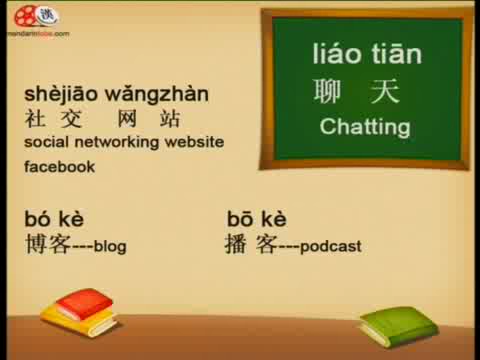 漢
mandarintube.com
liáo tiān
聊 天
Chatting
shèjiāo wǎngzhàn
社 交 网 站
social networking website
facebook
bó kè
博客---blog
bō kè
播 客---podcast